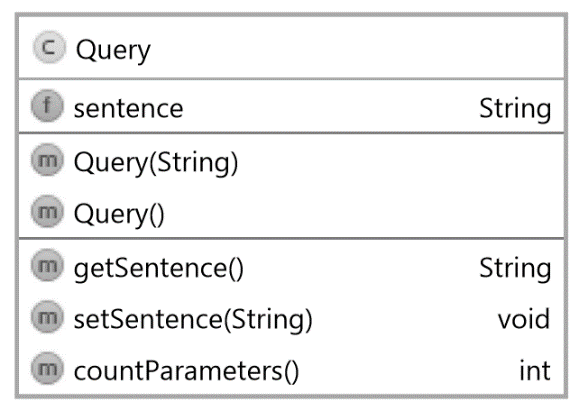 C Query
f sentence String
m Query(String)
m Query()
m getSentence() String
m setSentence(String) void
m countParameters() int